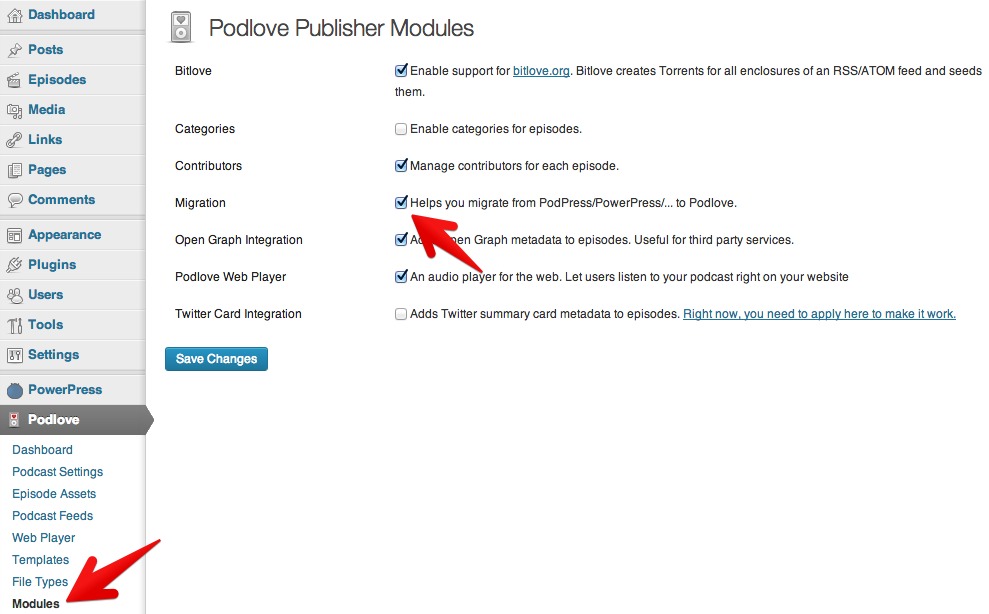 Dashboard
Posts
Episodes
Media
Links
Pages
Comments
Appearance
Plugins
Users
Tools
Settings
PowerPress
Podlove
Dashboard
Podcast Settings
Episode Assets
Podcast Feeds
Web Player
Templates
File Types
Modules
Podlove Publisher Modules
Bitlove
Enable support for bitlove.org. Bitlove creates Torrents for all enclosures of an RSS/ATOM feed and seeds
them.
Categories
Enable categories for episodes.
Contributors
Manage contributors for each episode.
Migration
Helps you migrate from PodPress/PowerPress/... to Podlove.
Open Graph Integration
Graph metadata to episodes. Useful for third party services.
Podlove Web Player
An audio player for the web. Let users listen to your podcast right on your website
Twitter Card Integration
Adds Twitter summary card metadata to episodes. Right now, you need to apply here to make it work.
Save Changes